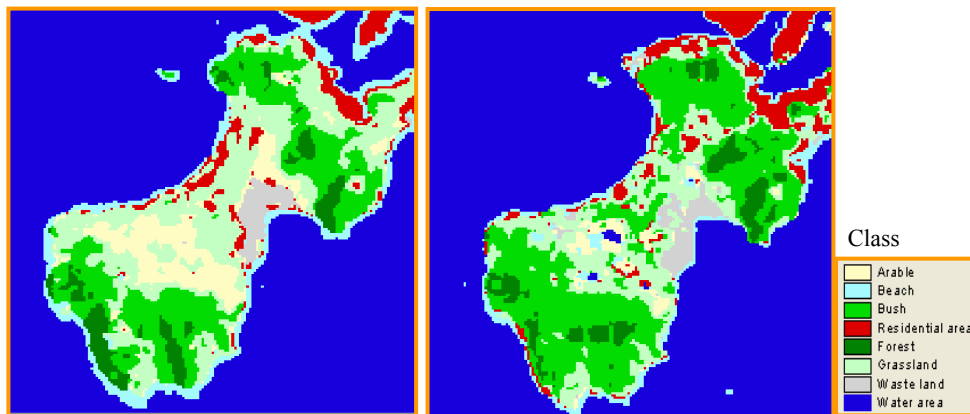 Class
Arable
Beach
Bush
Residential area
Forest
Grassland
Waste land
Water area